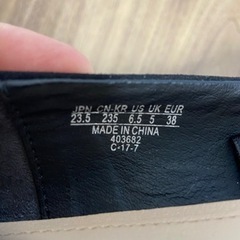 JPN CN-KR US UK EUR
23.5 235 6.5 5 38
MADE IN CHINA
403682
C-17-7